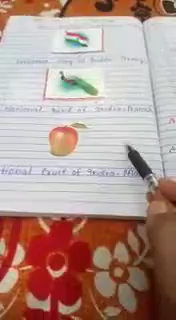 National Flag of India - Tiranga
National Bird of India - Peacock
tional Fruit of India - Ma